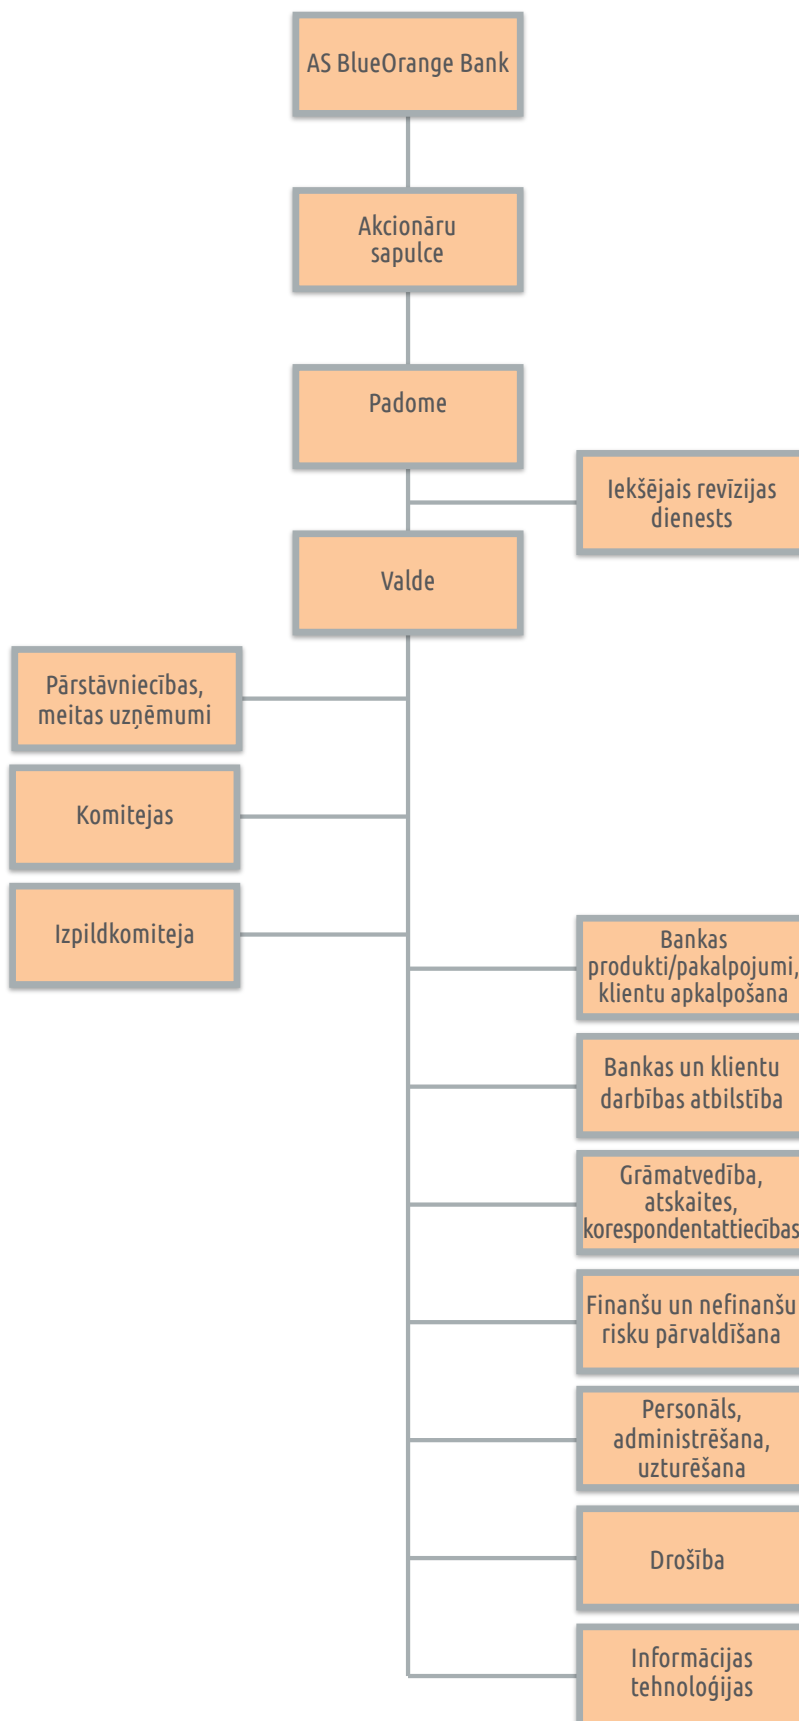 AS BlueOrange Bank
Akcionāru
sapulce
Padome
Iekšējais revīzijas
dienests
Valde
Pārstāvniecības,
meitas uzņēmumi
Komitejas
Izpildkomiteja
Bankas
produkti/pakalpojumi,
klientu apkalpošana
Bankas un klientu
darbības atbilstība
Grāmatvedība,
atskaites,
korespondentattiecības
Finanšu un nefinanšu
risku pārvaldīšana
Personāls,
administrēšana,
uzturēšana
Drošība
Informācijas
tehnoloģijas